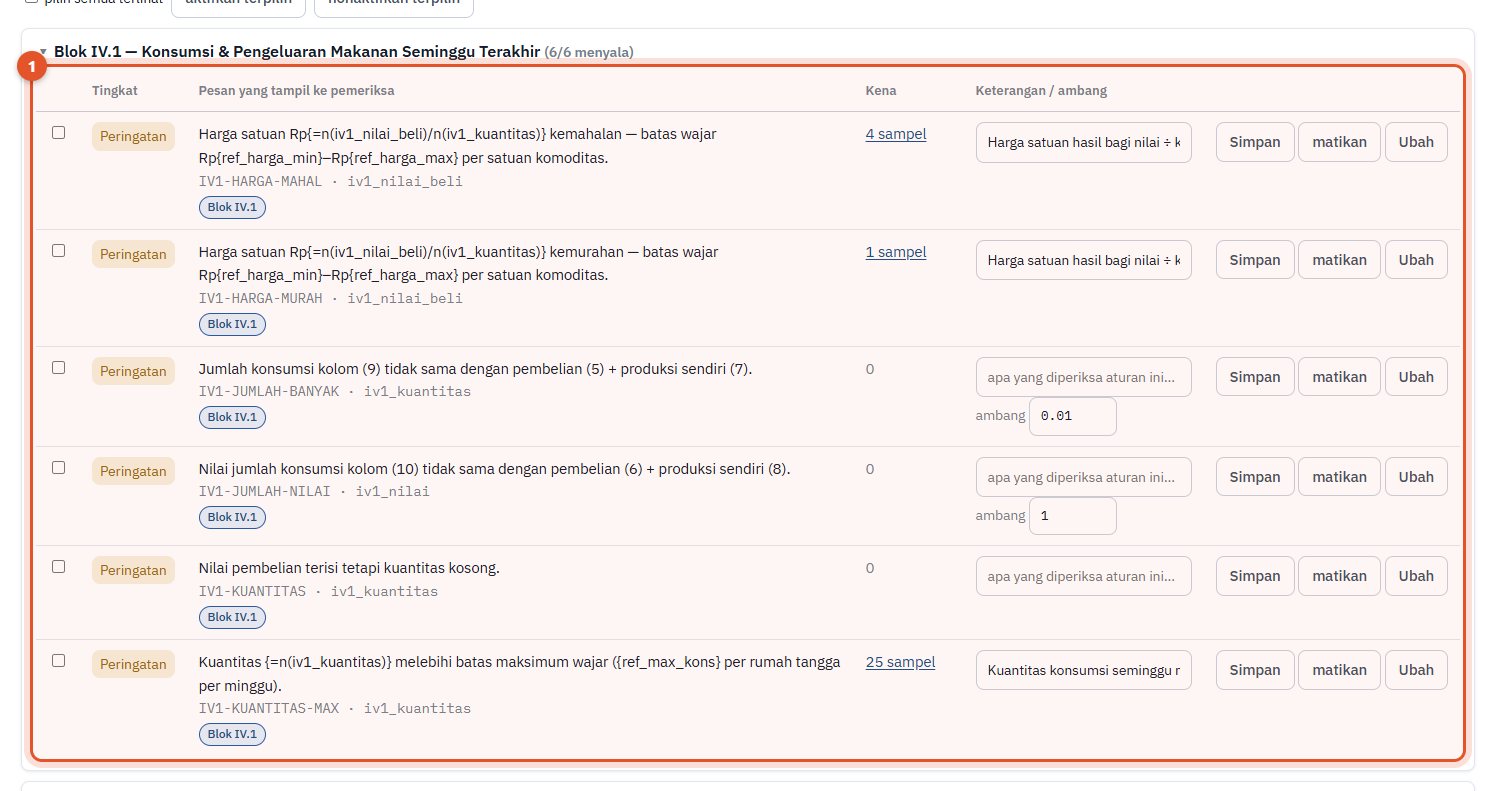 pilih semua terlihat aktifkan terpilih nonaktifkan terpilih
▾ Blok IV.1 — Konsumsi & Pengeluaran Makanan Seminggu Terakhir (6/6 menyala)
1
Tingkat Pesan yang tampil ke pemeriksa Kena Keterangan / ambang
Peringatan Harga satuan Rp{=n(iv1_nilai_beli)/n(iv1_kuantitas)} kemahalan — batas wajar 4 sampel Harga satuan hasil bagi nilai ÷ k Simpan matikan Ubah
Rp{ref_harga_min}–Rp{ref_harga_max} per satuan komoditas.
IV1-HARGA-MAHAL · iv1_nilai_beli
Blok IV.1
Peringatan Harga satuan Rp{=n(iv1_nilai_beli)/n(iv1_kuantitas)} kemurahan — batas wajar 1 sampel Harga satuan hasil bagi nilai ÷ k Simpan matikan Ubah
Rp{ref_harga_min}–Rp{ref_harga_max} per satuan komoditas.
IV1-HARGA-MURAH · iv1_nilai_beli
Blok IV.1
Peringatan Jumlah konsumsi kolom (9) tidak sama dengan pembelian (5) + produksi sendiri (7). 0 apa yang diperiksa aturan ini... Simpan matikan Ubah
IV1-JUMLAH-BANYAK · iv1_kuantitas
Blok IV.1 ambang 0.01
Peringatan Nilai jumlah konsumsi kolom (10) tidak sama dengan pembelian (6) + produksi sendiri (8). 0 apa yang diperiksa aturan ini... Simpan matikan Ubah
IV1-JUMLAH-NILAI · iv1_nilai
Blok IV.1 ambang 1
Peringatan Nilai pembelian terisi tetapi kuantitas kosong. 0 apa yang diperiksa aturan ini... Simpan matikan Ubah
IV1-KUANTITAS · iv1_kuantitas
Blok IV.1
Peringatan Kuantitas {=n(iv1_kuantitas)} melebihi batas maksimum wajar ({ref_max_kons} per rumah tangga 25 sampel Kuantitas konsumsi seminggu r Simpan matikan Ubah
per minggu).
IV1-KUANTITAS-MAX · iv1_kuantitas
Blok IV.1